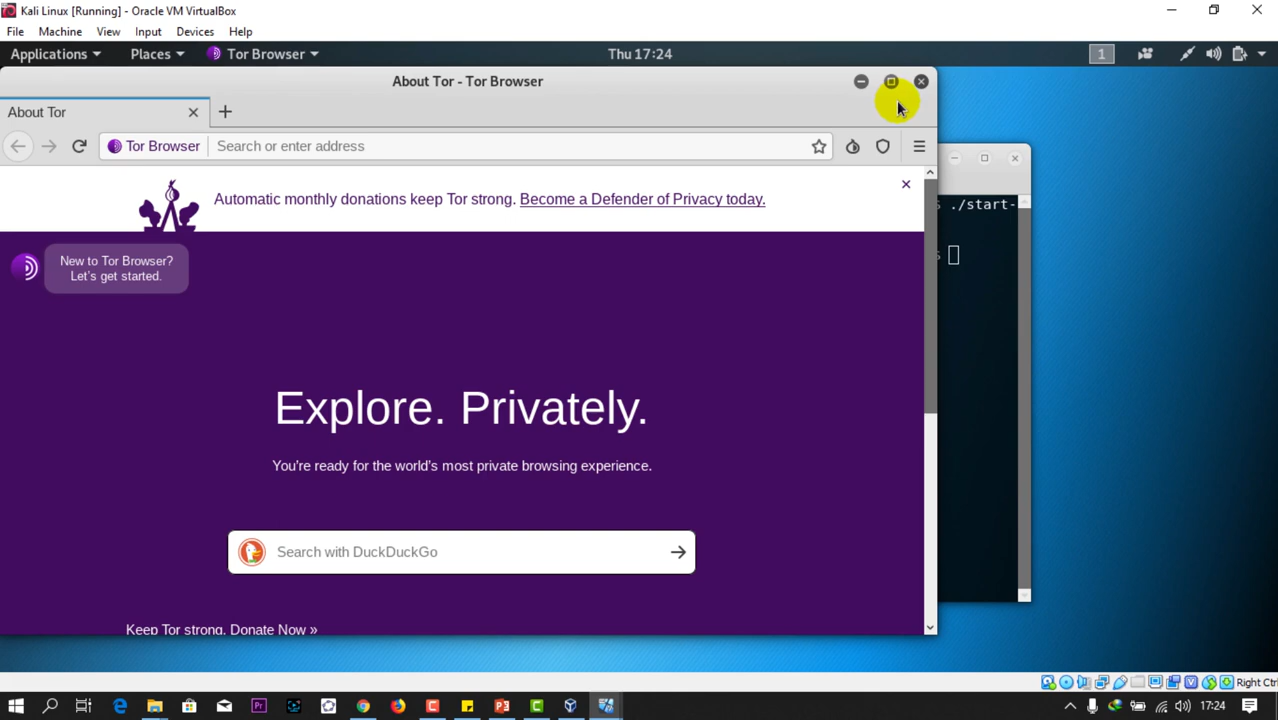 Kali Linux [Running] - Oracle VM VirtualBox
File Machine View Input Devices Help
Applications Places Tor Browser Thu 17:24 1
About Tor - Tor Browser
About Tor
Tor Browser Search or enter address
Automatic monthly donations keep Tor strong. Become a Defender of Privacy today.
$ ./start-
$
New to Tor Browser?
Let's get started.
Explore. Privately.
You're ready for the world's most private browsing experience.
Search with DuckDuckGo
Keep Tor strong. Donate Now »
Right Ctrl
17:24